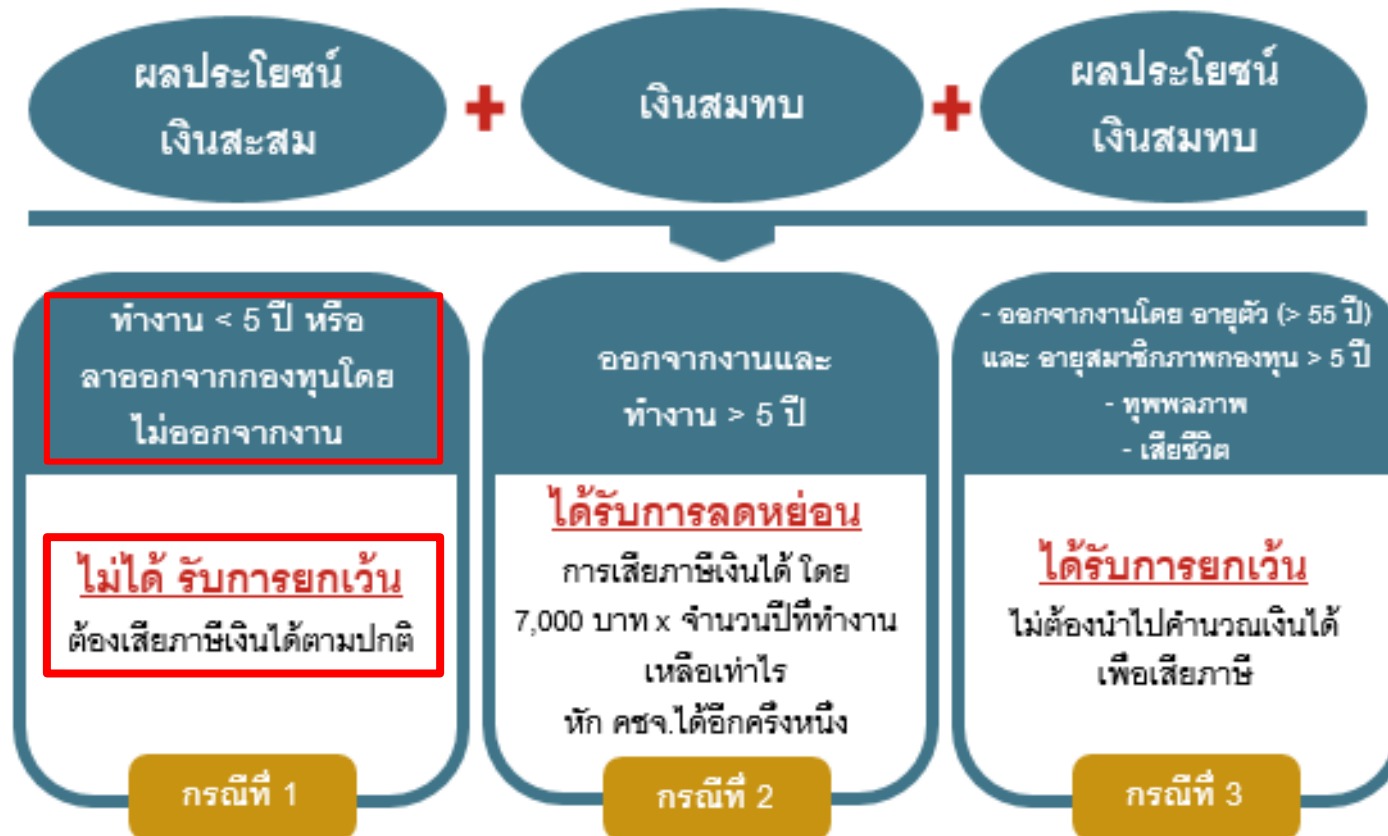 ผลประโยชน์
เงินสะสม
+
เงินสมทบ
+
ผลประโยชน์
เงินสมทบ
ทำงาน < 5 ปี หรือ
ลาออกจากกองทุนโดย
ไม่ออกจากงาน
ไม่ได้ รับการยกเว้น
ต้องเสียภาษีเงินได้ตามปกติ
กรณีที่ 1
ออกจากงานและ
ทำงาน > 5 ปี
ได้รับการลดหย่อน
การเสียภาษีเงินได้ โดย
7,000 บาท x จำนวนปีที่ทำงาน
เหลือเท่าไร
หัก คชจ.ได้อีกครึ่งหนึ่ง
กรณีที่ 2
- ออกจากงานโดย อายุตัว (> 55 ปี)
และ อายุสมาชิกภาพกองทุน > 5 ปี
- ทุพพลภาพ
- เสียชีวิต
ได้รับการยกเว้น
ไม่ต้องนำไปคำนวณเงินได้
เพื่อเสียภาษี
กรณีที่ 3